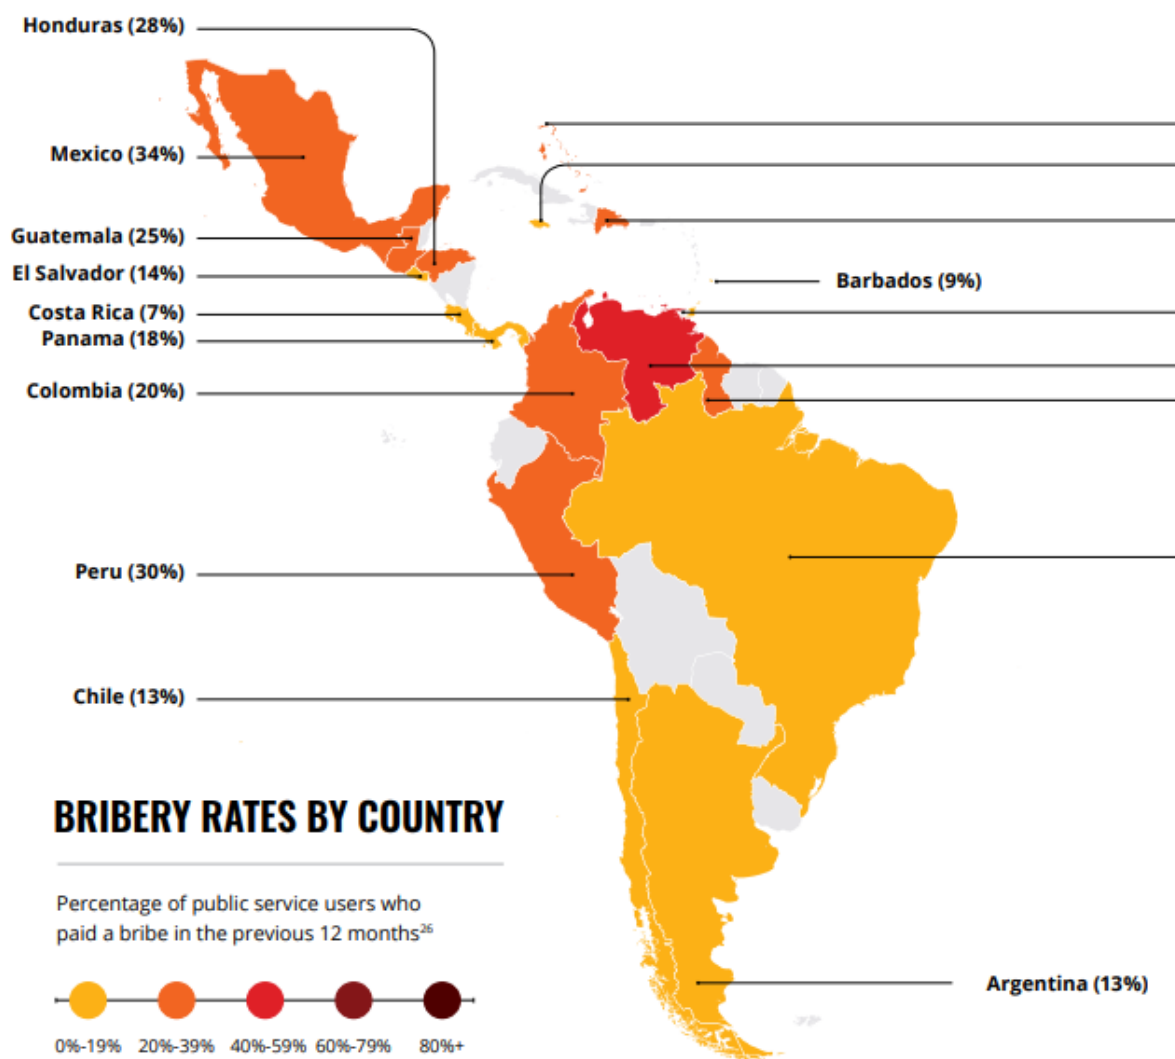 Honduras (28%)
Mexico (34%)
Guatemala (25%)
El Salvador (14%)
Barbados (9%)
Costa Rica (7%)
Panama (18%)
Colombia (20%)
Peru (30%)
Chile (13%)
BRIBERY RATES BY COUNTRY
Percentage of public service users who
paid a bribe in the previous 12 months²⁶
Argentina (13%)
0%-19% 20%-39% 40%-59% 60%-79% 80%+